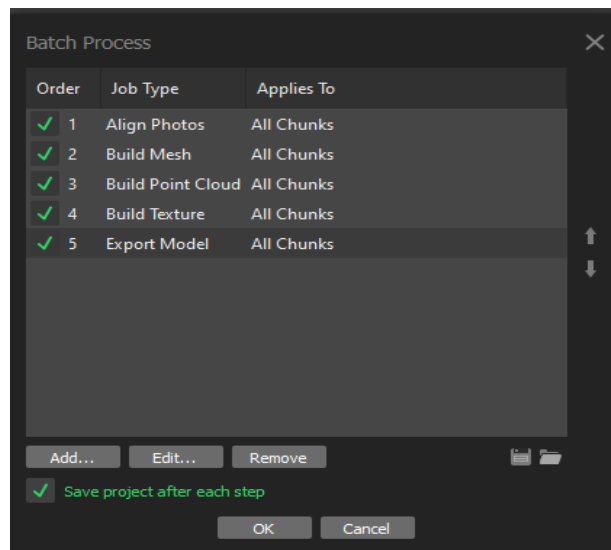 Batch Process
Order Job Type Applies To
1 Align Photos All Chunks
2 Build Mesh All Chunks
3 Build Point Cloud All Chunks
4 Build Texture All Chunks
5 Export Model All Chunks
Add... Edit... Remove
Save project after each step
OK Cancel